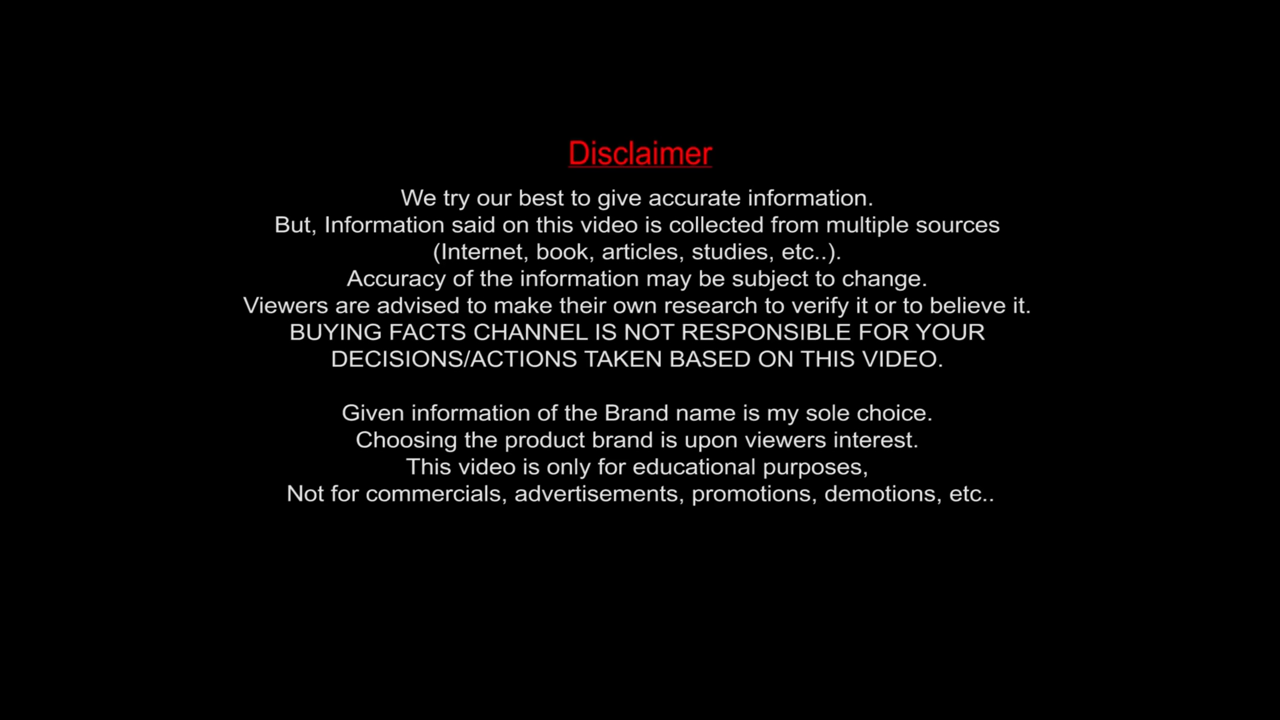 Disclaimer
We try our best to give accurate information.
But, Information said on this video is collected from multiple sources
(Internet, book, articles, studies, etc..).
Accuracy of the information may be subject to change.
Viewers are advised to make their own research to verify it or to believe it.
BUYING FACTS CHANNEL IS NOT RESPONSIBLE FOR YOUR
DECISIONS/ACTIONS TAKEN BASED ON THIS VIDEO.
Given information of the Brand name is my sole choice.
Choosing the product brand is upon viewers interest.
This video is only for educational purposes,
Not for commercials, advertisements, promotions, demotions, etc..